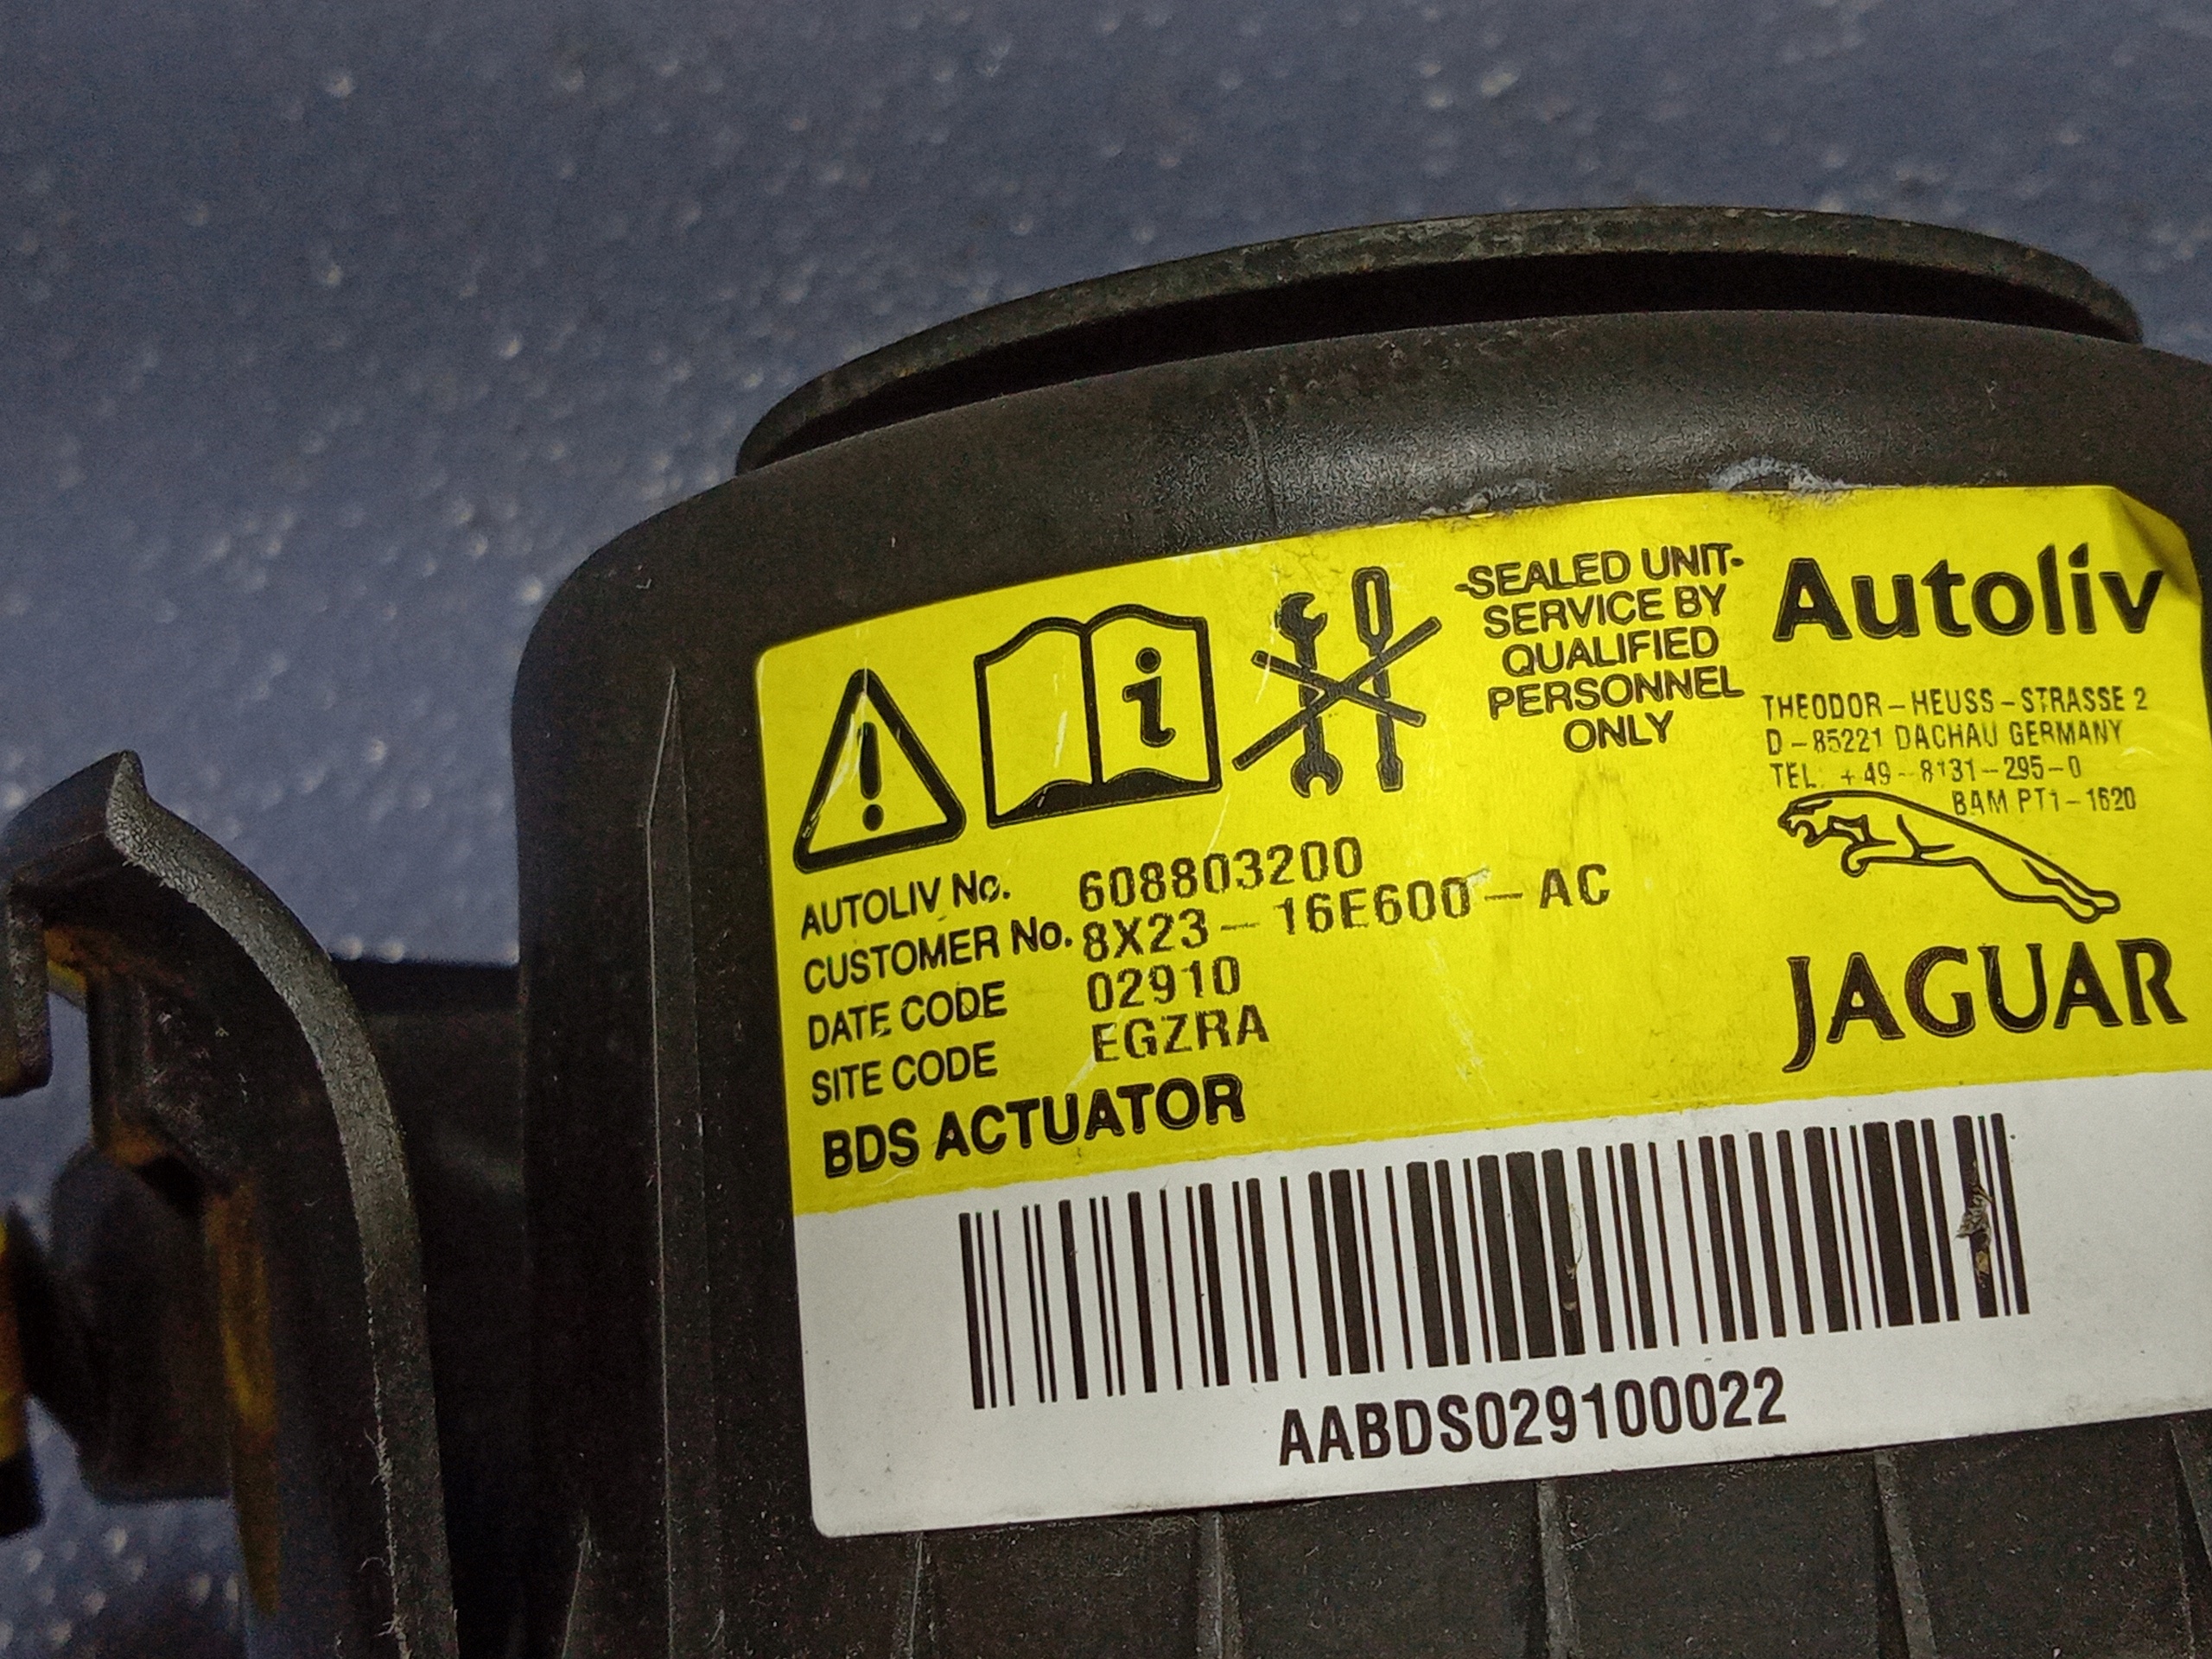 -SEALED UNIT-
SERVICE BY
QUALIFIED
PERSONNEL
ONLY
Autoliv
THEODOR-HEUSS-STRASSE 2
D-85221 DACHAU GERMANY
TEL. +49-8131-295-0
BAM PT1-1620
AUTOLIV No. 608803200
CUSTOMER No. 8X23-16E600-AC
DATE CODE 02910
SITE CODE EGZRA
BDS ACTUATOR
JAGUAR
AABDS029100022